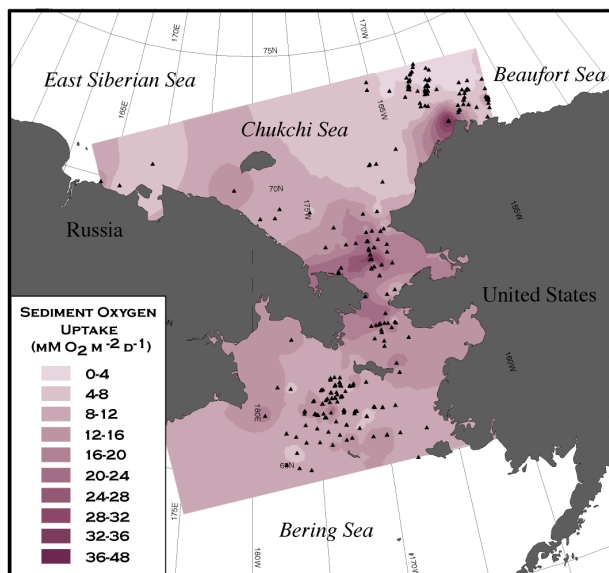 170E
75N
170W
East Siberian Sea
Beaufort Sea
165E
165W
Chukchi Sea
70N
175W
155W
Russia
United States
SEDIMENT OXYGEN
UPTAKE
(MM O2 M-2 D-1)
0-4
4-8
8-12
12-16
16-20
20-24
24-28
28-32
32-36
36-48
160W
180E
60N
175E
Bering Sea
180W
170W